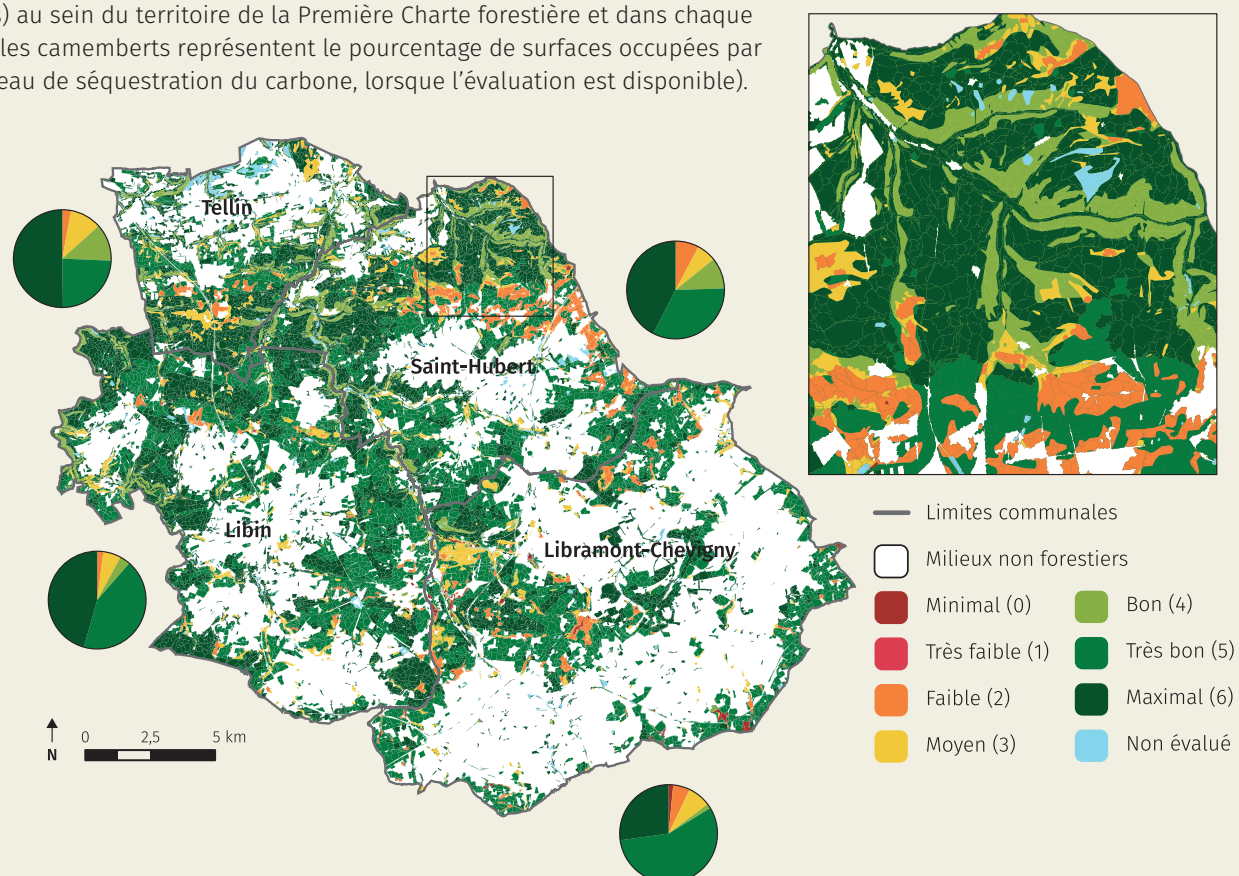 s) au sein du territoire de la Première Charte forestière et dans chaque
les camemberts représentent le pourcentage de surfaces occupées par
eau de séquestration du carbone, lorsque l’évaluation est disponible).
Tellin
Saint-Hubert
Libin
Libramont-Chevigny
Limites communales
Milieux non forestiers
Minimal (0)
Bon (4)
Très faible (1)
Très bon (5)
Faible (2)
Maximal (6)
Moyen (3)
Non évalué
0 2,5 5 km
N